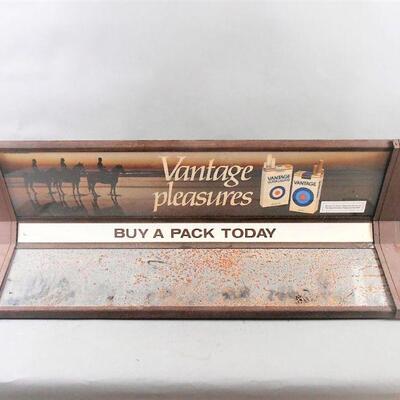 Vantage
pleasures
VANTAGE
VANTAGE
BUY A PACK TODAY